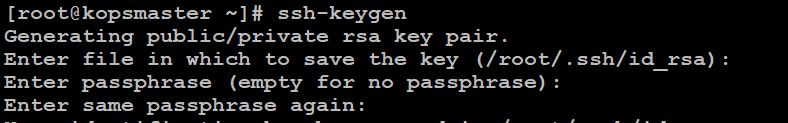 [root@kopsmaster ~]# ssh-keygen
Generating public/private rsa key pair.
Enter file in which to save the key (/root/.ssh/id_rsa):
Enter passphrase (empty for no passphrase):
Enter same passphrase again: